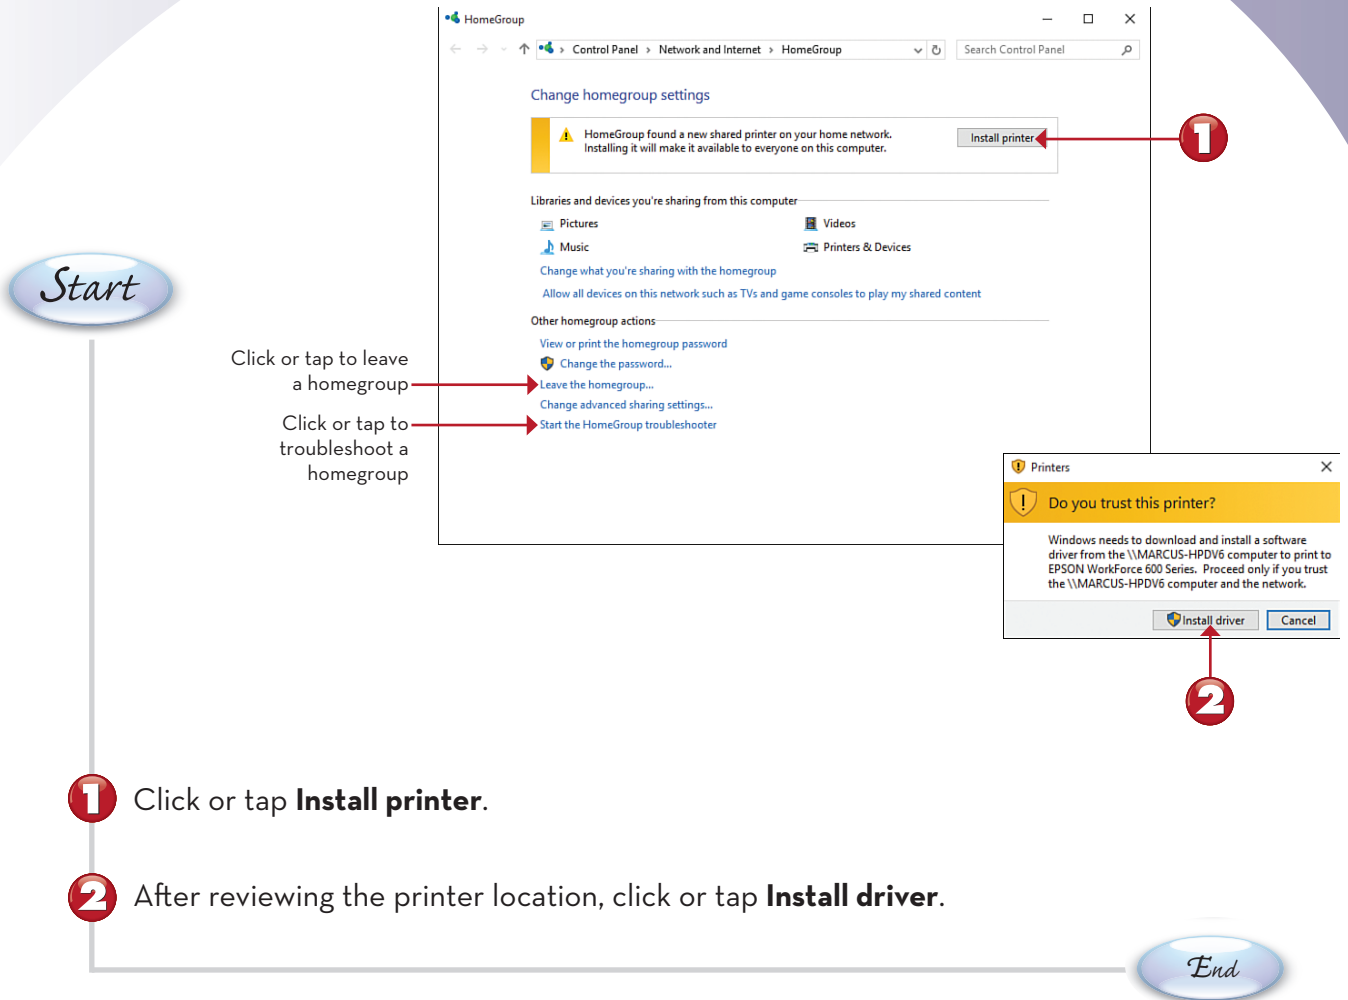 HomeGroup
Control Panel > Network and Internet > HomeGroup
Search Control Panel
Change homegroup settings
HomeGroup found a new shared printer on your home network.
Installing it will make it available to everyone on this computer.
Install printer
1
Libraries and devices you're sharing from this computer
Pictures
Videos
Music
Printers & Devices
Change what you're sharing with the homegroup
Allow all devices on this network such as TVs and game consoles to play my shared content
Other homegroup actions
View or print the homegroup password
Change the password...
Leave the homegroup...
Change advanced sharing settings...
Start the HomeGroup troubleshooter
Start
Click or tap to leave
a homegroup
Click or tap to
troubleshoot a
homegroup
Printers
Do you trust this printer?
Windows needs to download and install a software
driver from the \\MARCUS-HPDV6 computer to print to
EPSON WorkForce 600 Series. Proceed only if you trust
the \\MARCUS-HPDV6 computer and the network.
Install driver
Cancel
2
1 Click or tap Install printer.
2 After reviewing the printer location, click or tap Install driver.
End